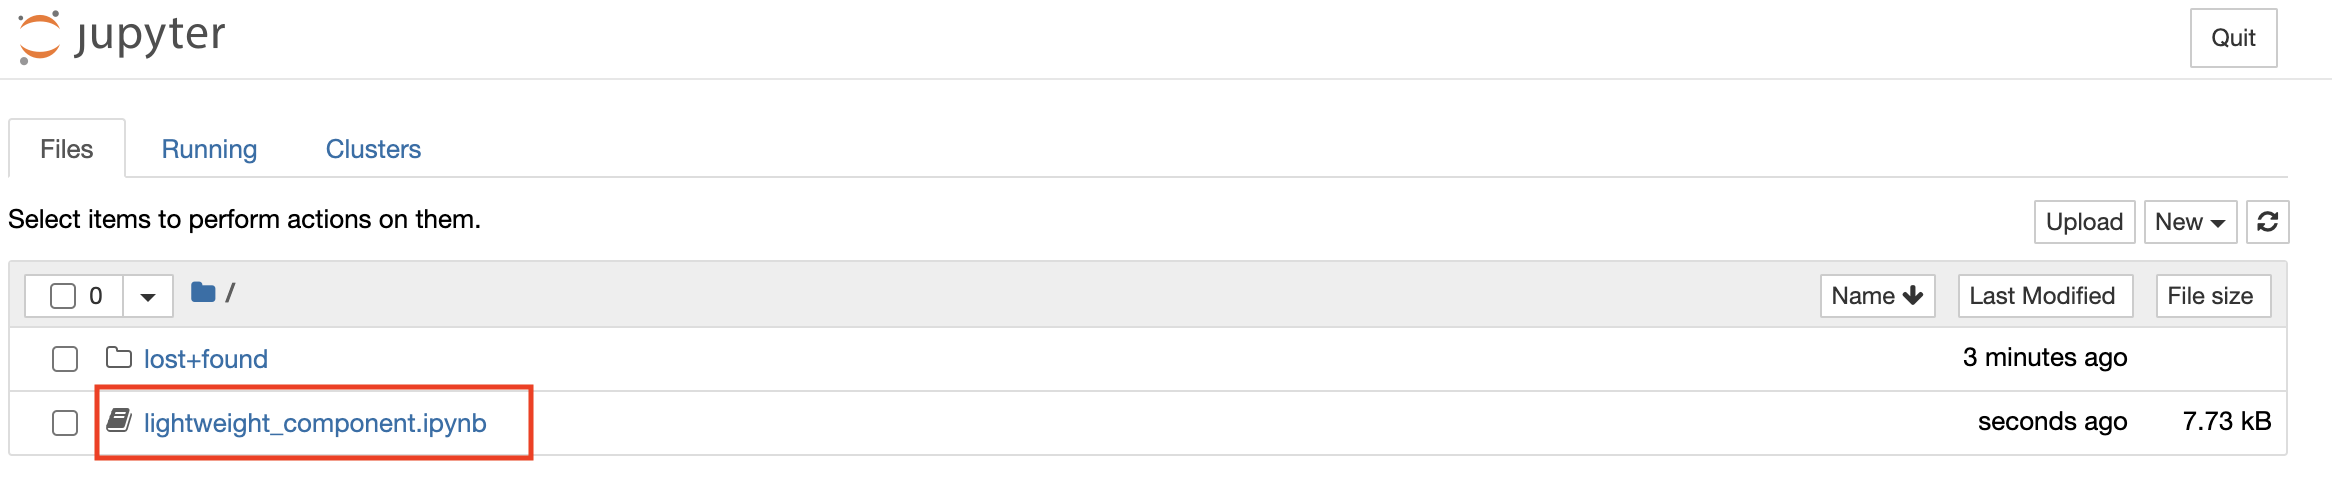 jupyter
Quit
Files Running Clusters
Select items to perform actions on them.
Upload New
0 / Name Last Modified File size
lost+found 3 minutes ago
lightweight_component.ipynb seconds ago 7.73 kB